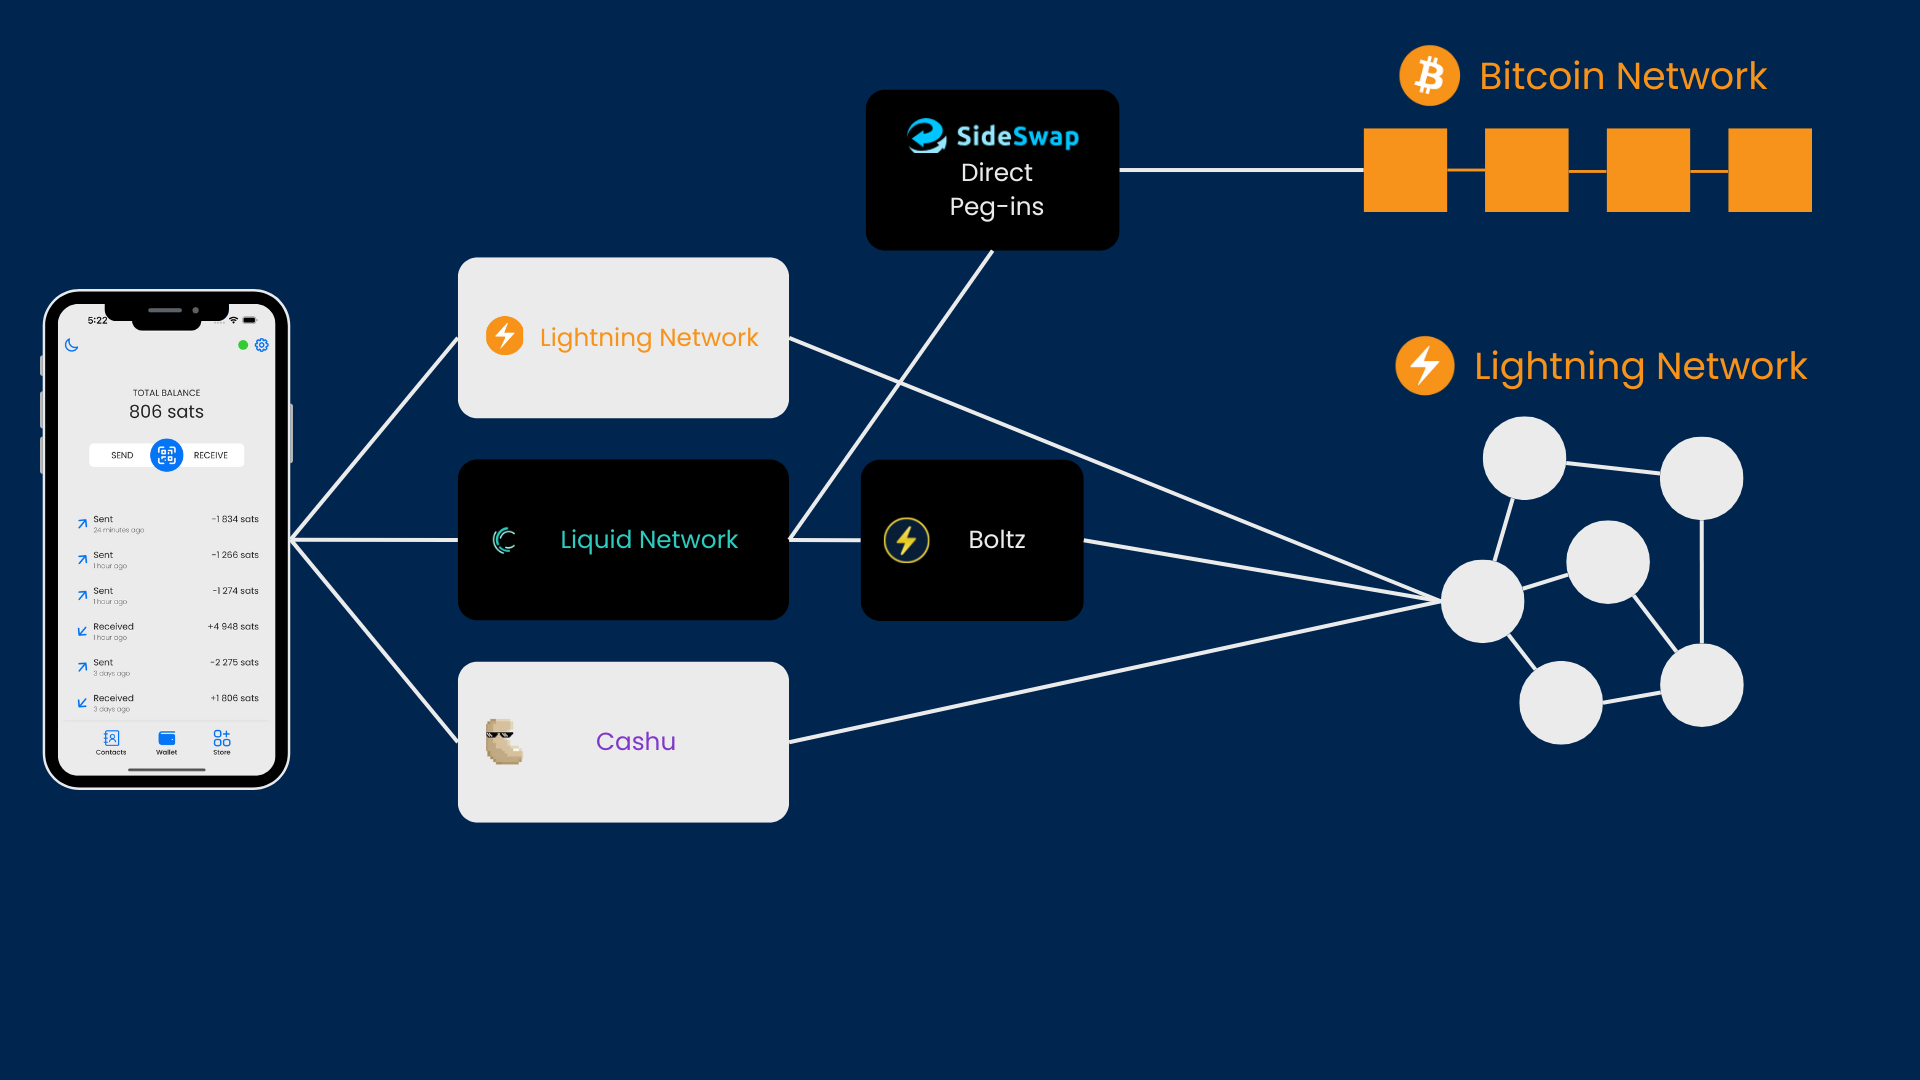 5:22
TOTAL BALANCE
806 sats
SEND
RECEIVE
Sent
-1 834 sats
24 minutes ago
Sent
-1 266 sats
1 hour ago
Sent
-1 274 sats
1 hour ago
Received
+4 948 sats
1 hour ago
Sent
-2 275 sats
3 days ago
Received
+1 806 sats
3 days ago
Contacts
Wallet
Store
Lightning Network
Liquid Network
Cashu
SideSwap
Direct
Peg-ins
Boltz
Bitcoin Network
Lightning Network